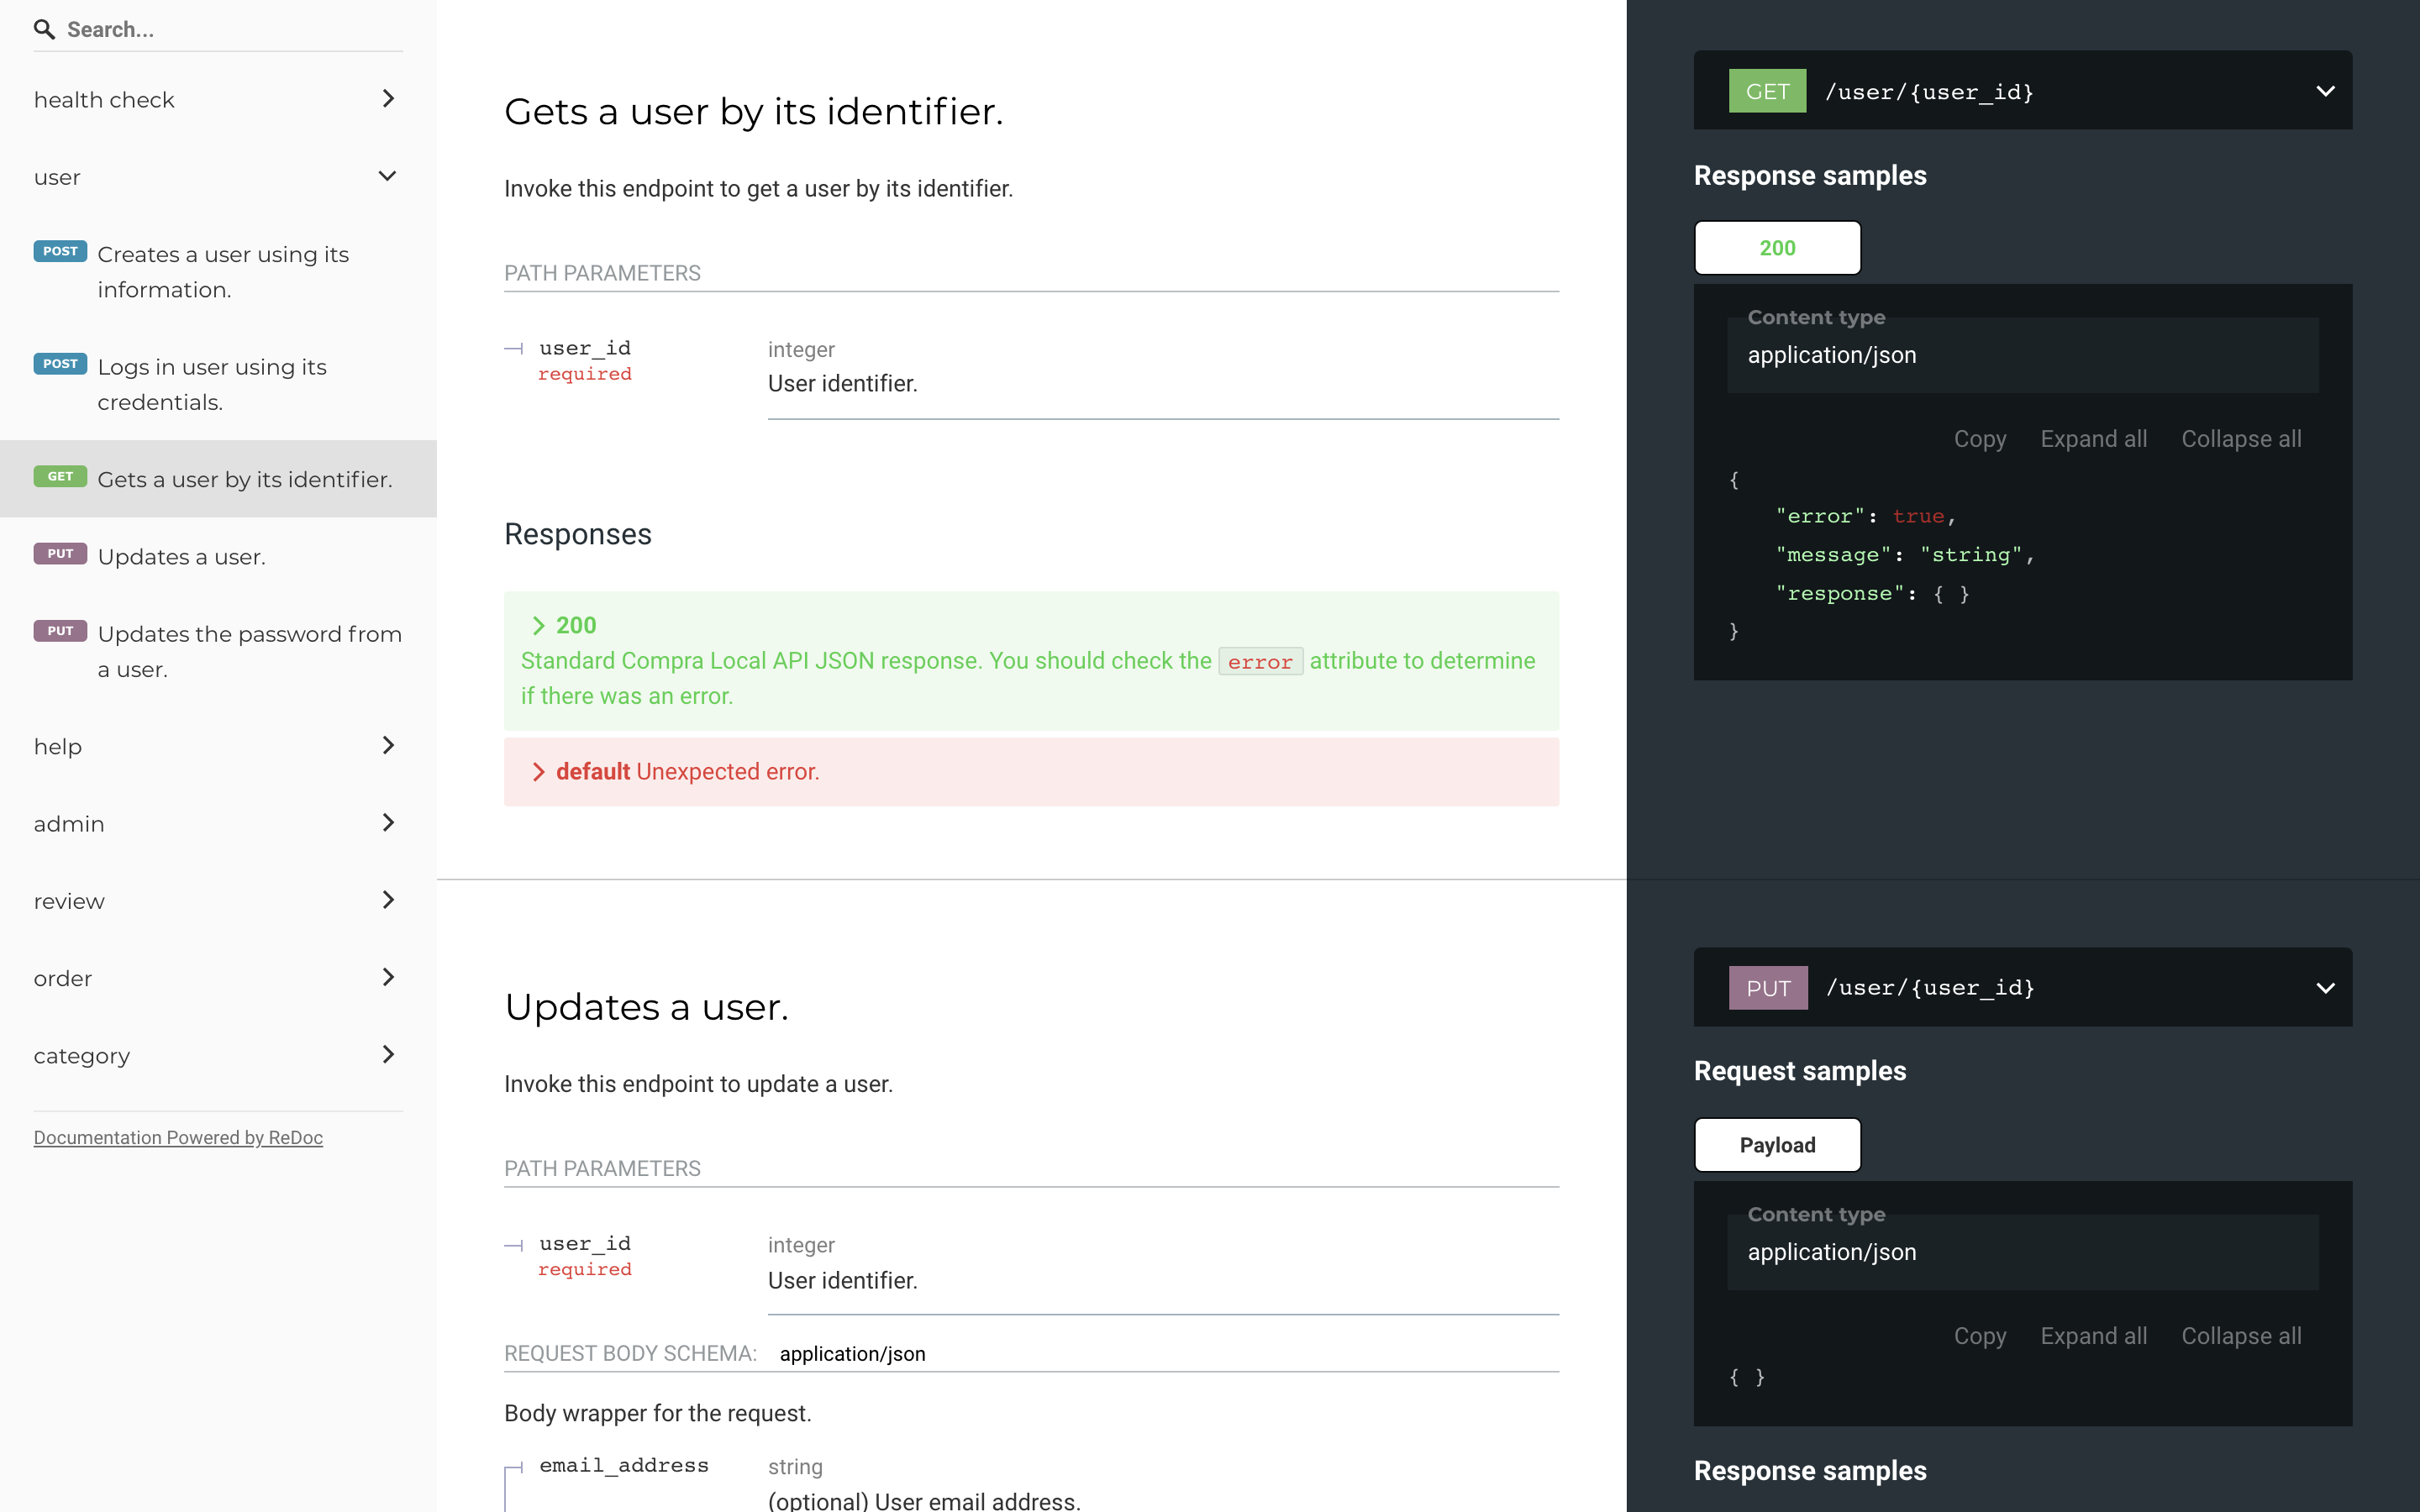 Search...
health check
user
POST Creates a user using its
information.
POST Logs in user using its
credentials.
GET Gets a user by its identifier.
PUT Updates a user.
PUT Updates the password from
a user.
help
admin
review
order
category
Documentation Powered by ReDoc
Gets a user by its identifier.
Invoke this endpoint to get a user by its identifier.
PATH PARAMETERS
user_id integer
required User identifier.
Responses
200
Standard Compra Local API JSON response. You should check the error attribute to determine
if there was an error.
default Unexpected error.
Updates a user.
Invoke this endpoint to update a user.
PATH PARAMETERS
user_id integer
required User identifier.
REQUEST BODY SCHEMA: application/json
Body wrapper for the request.
email_address string
(optional) User email address.
GET /user/{user_id}
Response samples
200
Content type
application/json
Copy Expand all Collapse all
{
"error": true,
"message": "string",
"response": { }
}
PUT /user/{user_id}
Request samples
Payload
Content type
application/json
Copy Expand all Collapse all
{ }
Response samples